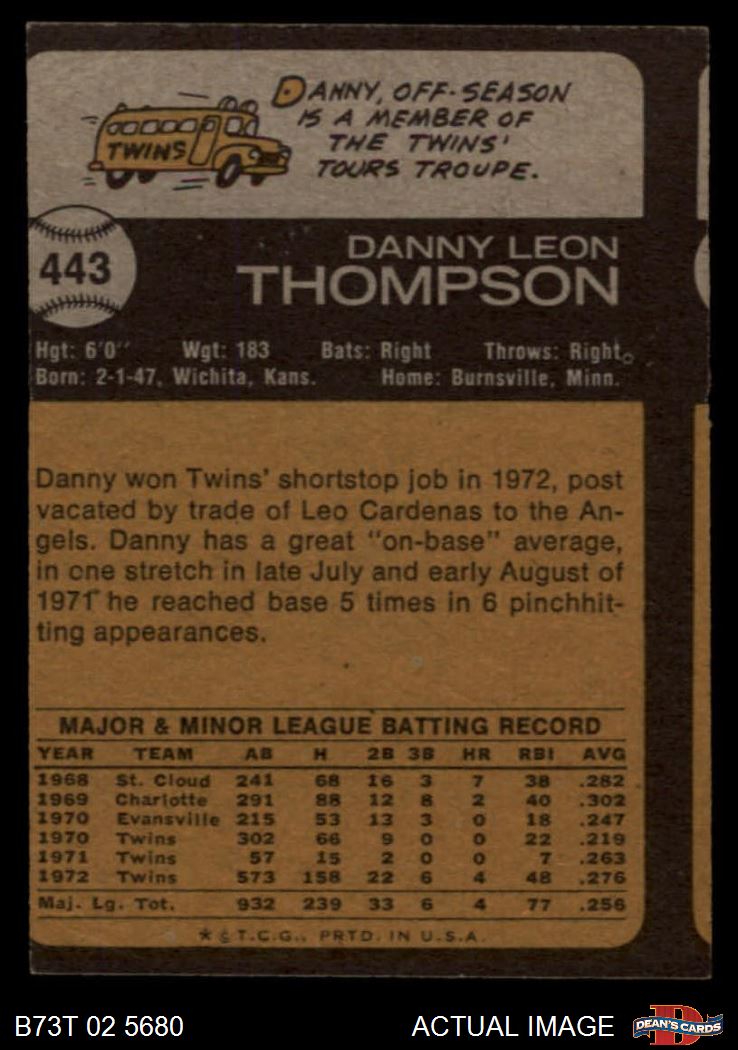 DANNY, OFF-SEASON
IS A MEMBER OF
THE TWINS'
TOURS TROUPE.
TWINS
443
DANNY LEON
THOMPSON
Hgt: 6'0" Wgt: 183 Bats: Right Throws: Right
Born: 2-1-47, Wichita, Kans. Home: Burnsville, Minn.
Danny won Twins' shortstop job in 1972, post
vacated by trade of Leo Cardenas to the An-
gels. Danny has a great "on-base" average,
in one stretch in late July and early August of
1971 he reached base 5 times in 6 pinchhit-
ting appearances.
MAJOR & MINOR LEAGUE BATTING RECORD
YEAR TEAM AB H 2B 3B HR RBI AVG
1968 St. Cloud 241 68 16 3 7 38 .282
1969 Charlotte 291 88 12 8 2 40 .302
1970 Evansville 215 53 13 3 0 18 .247
1970 Twins 302 66 9 0 0 22 .219
1971 Twins 57 15 2 0 0 7 .263
1972 Twins 573 158 22 6 4 48 .276
Maj. Lg. Tot. 932 239 33 6 4 77 .256
* © T.C.G., PRTD. IN U.S.A.
B73T 02 5680 ACTUAL IMAGE
DEAN'S CARDS